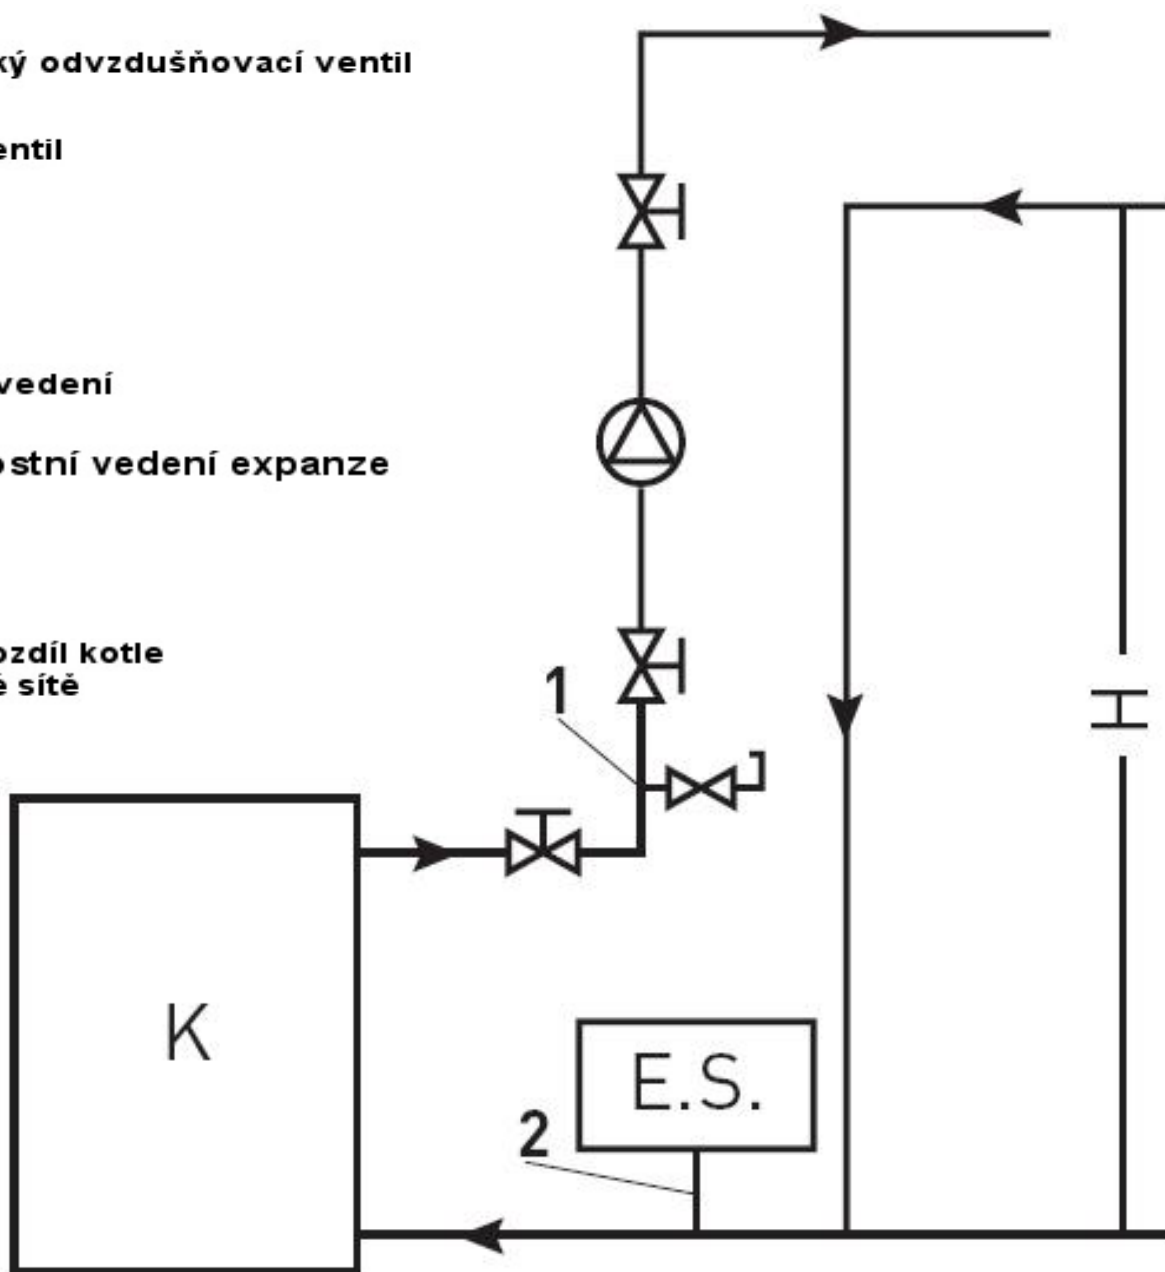 ký odvzdušňovací ventil
entil
vedení
ostní vedení expanze
ozdíl kotle
é sítě
1
H
K
E.S.
2